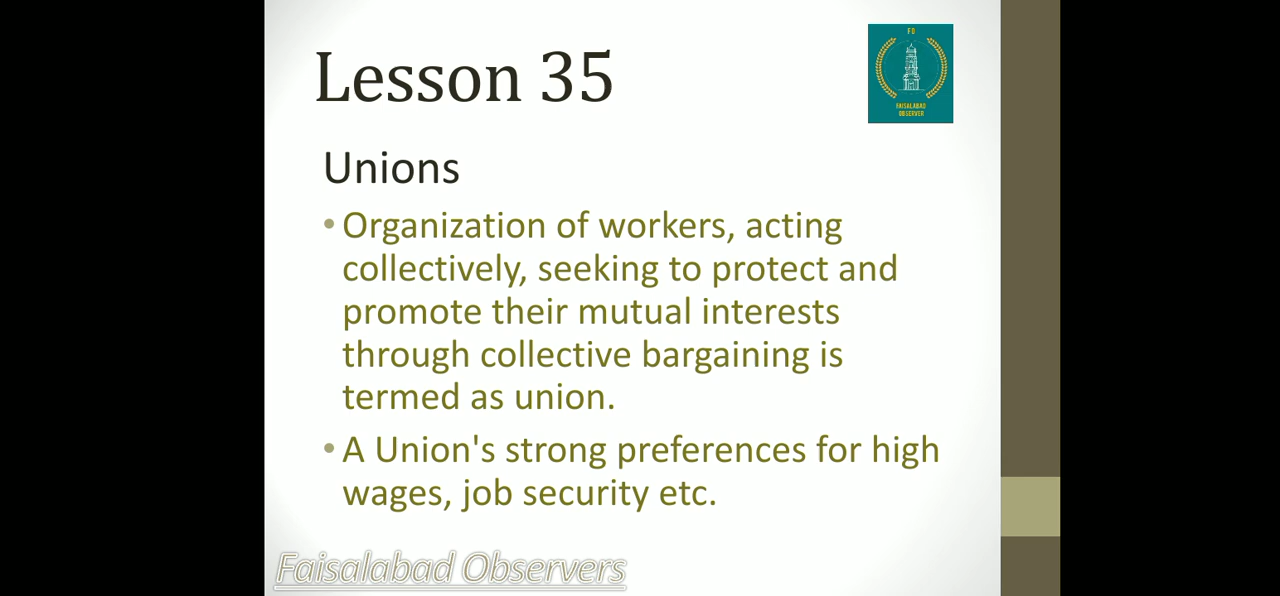 Lesson 35
FO
FAISALABAD
OBSERVER
Unions
• Organization of workers, acting
collectively, seeking to protect and
promote their mutual interests
through collective bargaining is
termed as union.
• A Union's strong preferences for high
wages, job security etc.
Faisalabad Observers